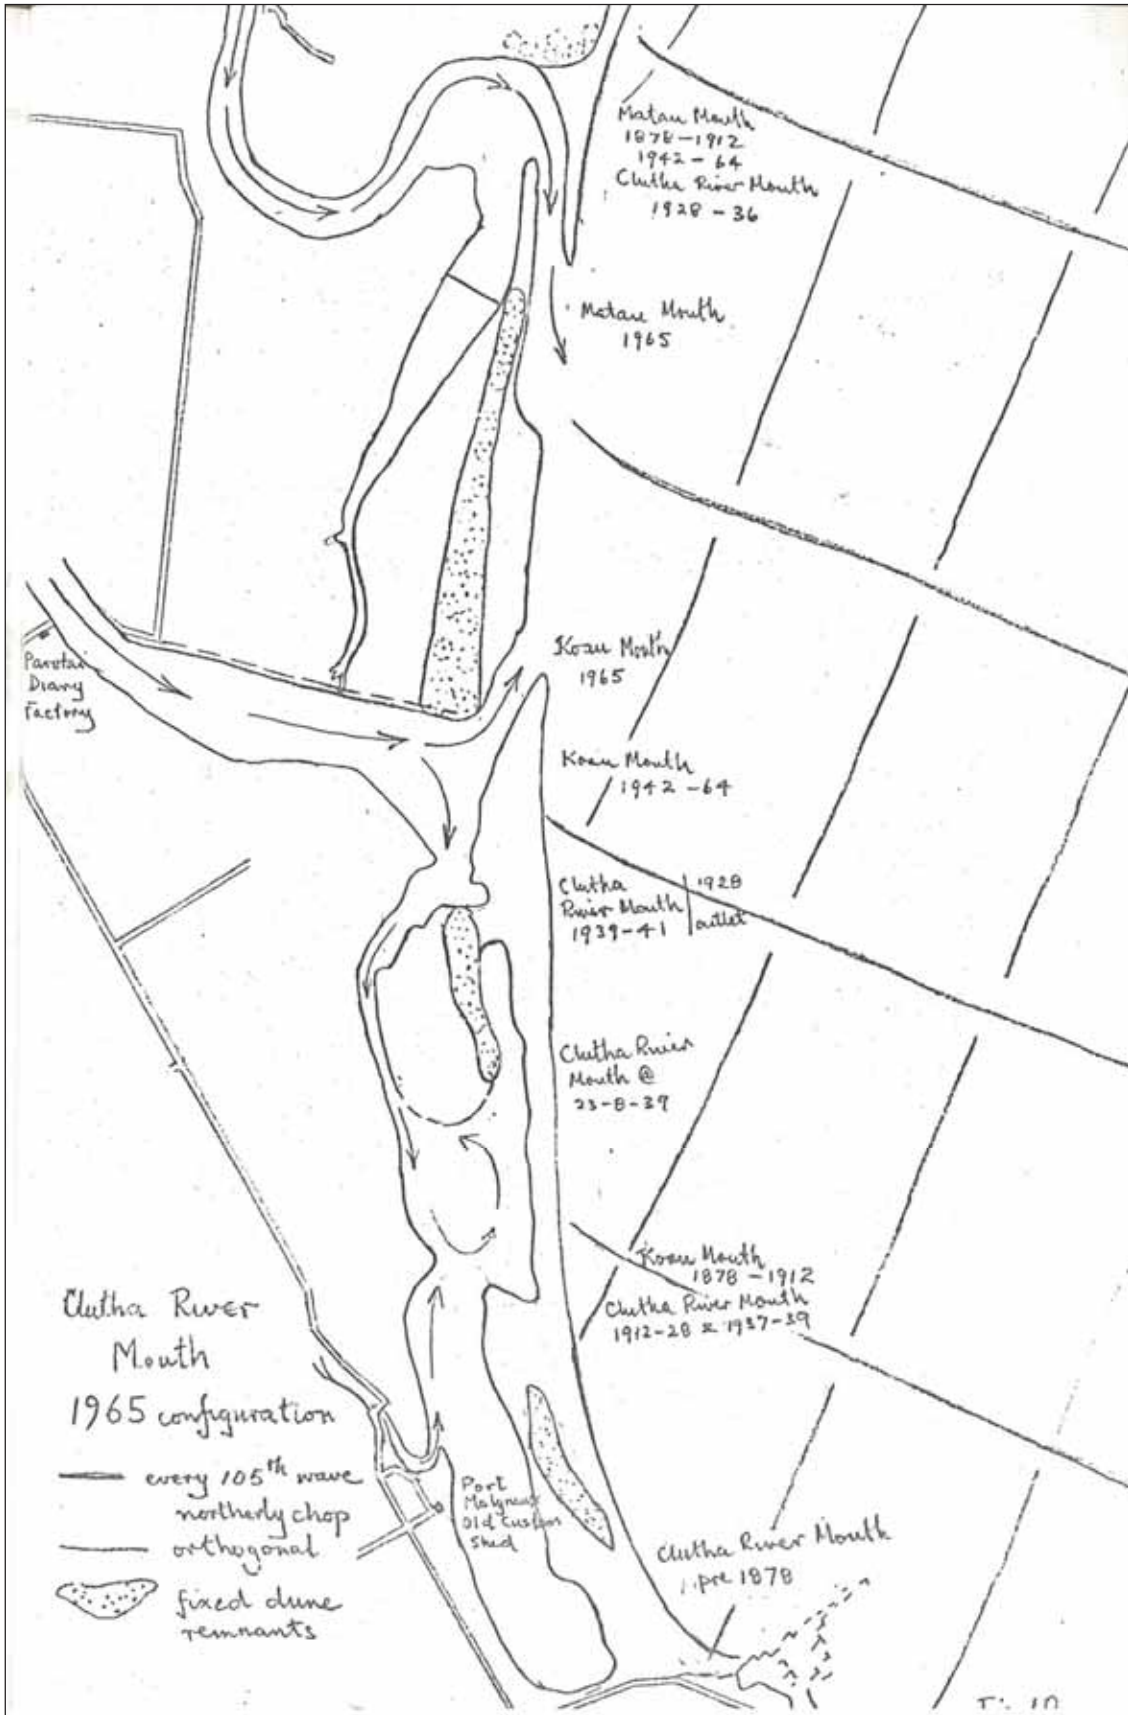 Matau Mouth
1878-1912
1942-64
Clutha River Mouth
1928-36
Matau Mouth
1965
Koau Mouth
1965
Diary
Factory
Koau Mouth
1942-64
Clutha
River Mouth
1939-41
1928
outlet
Clutha River
Mouth @
23-8-39
Koau Mouth
1878-1912
Clutha River Mouth
1912-28 & 1937-39
Clutha River
Mouth
1965 configuration
every 105th wave
northerly chop
orthogonal
fixed dune
remnants
Port
Old Custom
Shed
Clutha River Mouth
pre 1878